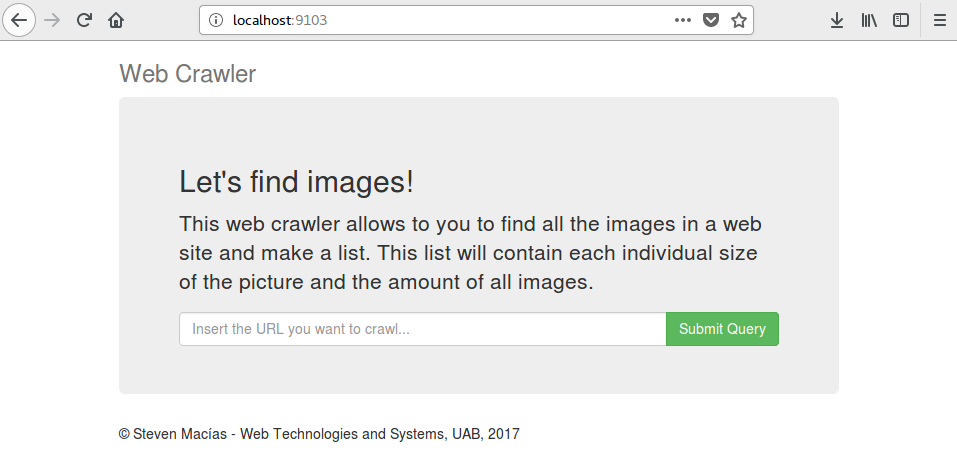 localhost:9103
Web Crawler
Let's find images!
This web crawler allows to you to find all the images in a web
site and make a list. This list will contain each individual size
of the picture and the amount of all images.
Insert the URL you want to crawl...
Submit Query
© Steven Macías - Web Technologies and Systems, UAB, 2017